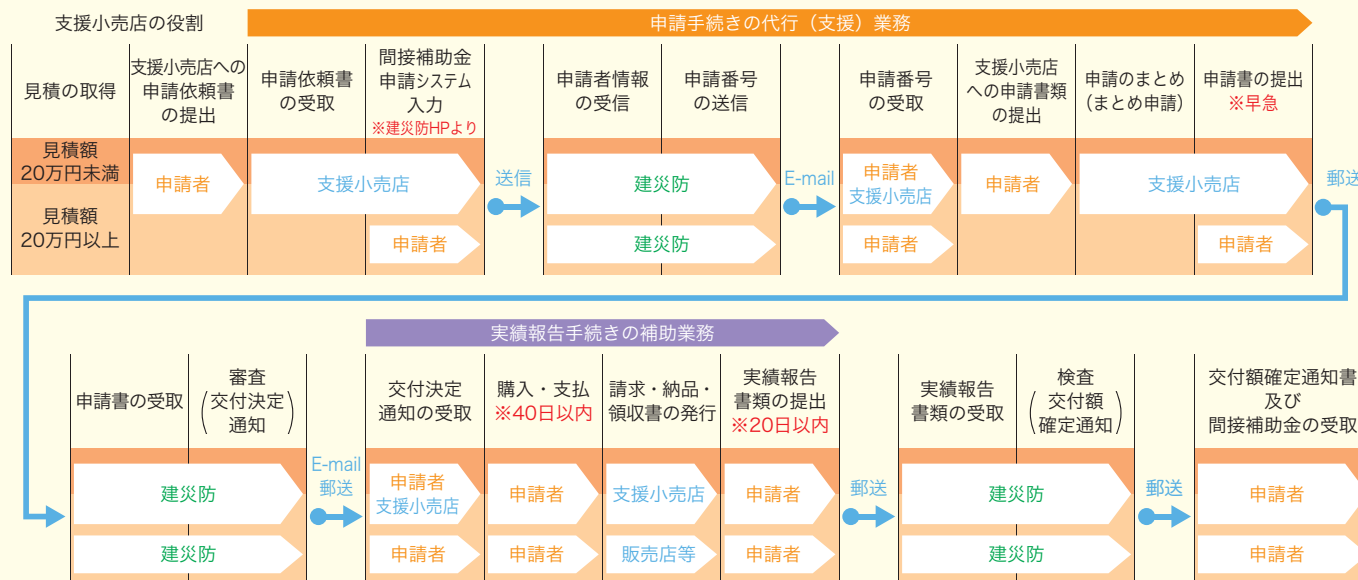 支援小売店の役割
申請手続きの代行（支援）業務
見積の取得
支援小売店への
申請依頼書
の提出
申請依頼書
の受取
間接補助金
申請システム
入力
※建災防HPより
申請者情報
の受信
申請番号
の送信
申請番号
の受取
支援小売店
への申請書類
の提出
申請のまとめ
（まとめ申請）
申請書の提出
※早急
見積額
20万円未満
申請者
支援小売店
送信
建災防
E-mail
申請者
支援小売店
申請者
支援小売店
郵送
見積額
20万円以上
申請者
建災防
申請者
申請者
実績報告手続きの補助業務
申請書の受取
審査
（交付決定
通知）
交付決定
通知の受取
購入・支払
※40日以内
請求・納品・
領収書の発行
実績報告
書類の提出
※20日以内
実績報告
書類の受取
検査
（交付額
確定通知）
交付額確定通知書
及び
間接補助金の受取
建災防
E-mail
郵送
申請者
支援小売店
申請者
支援小売店
申請者
郵送
建災防
郵送
申請者
建災防
申請者
申請者
販売店等
申請者
建災防
申請者